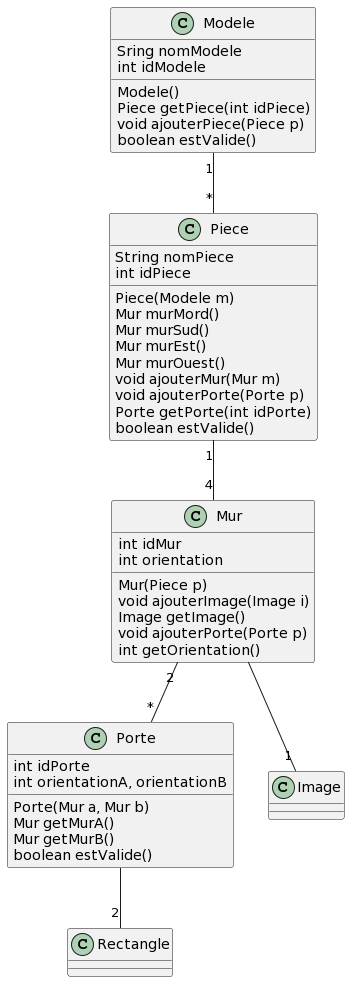 C Modele
Sring nomModele
int idModele
Modele()
Piece getPiece(int idPiece)
void ajouterPiece(Piece p)
boolean estValide()
1
*
C Piece
String nomPiece
int idPiece
Piece(Modele m)
Mur murMord()
Mur murSud()
Mur murEst()
Mur murOuest()
void ajouterMur(Mur m)
void ajouterPorte(Porte p)
Porte getPorte(int idPorte)
boolean estValide()
1
4
C Mur
int idMur
int orientation
Mur(Piece p)
void ajouterImage(Image i)
Image getImage()
void ajouterPorte(Porte p)
int getOrientation()
2
*
C Porte
int idPorte
int orientationA, orientationB
Porte(Mur a, Mur b)
Mur getMurA()
Mur getMurB()
boolean estValide()
1
C Image
2
C Rectangle